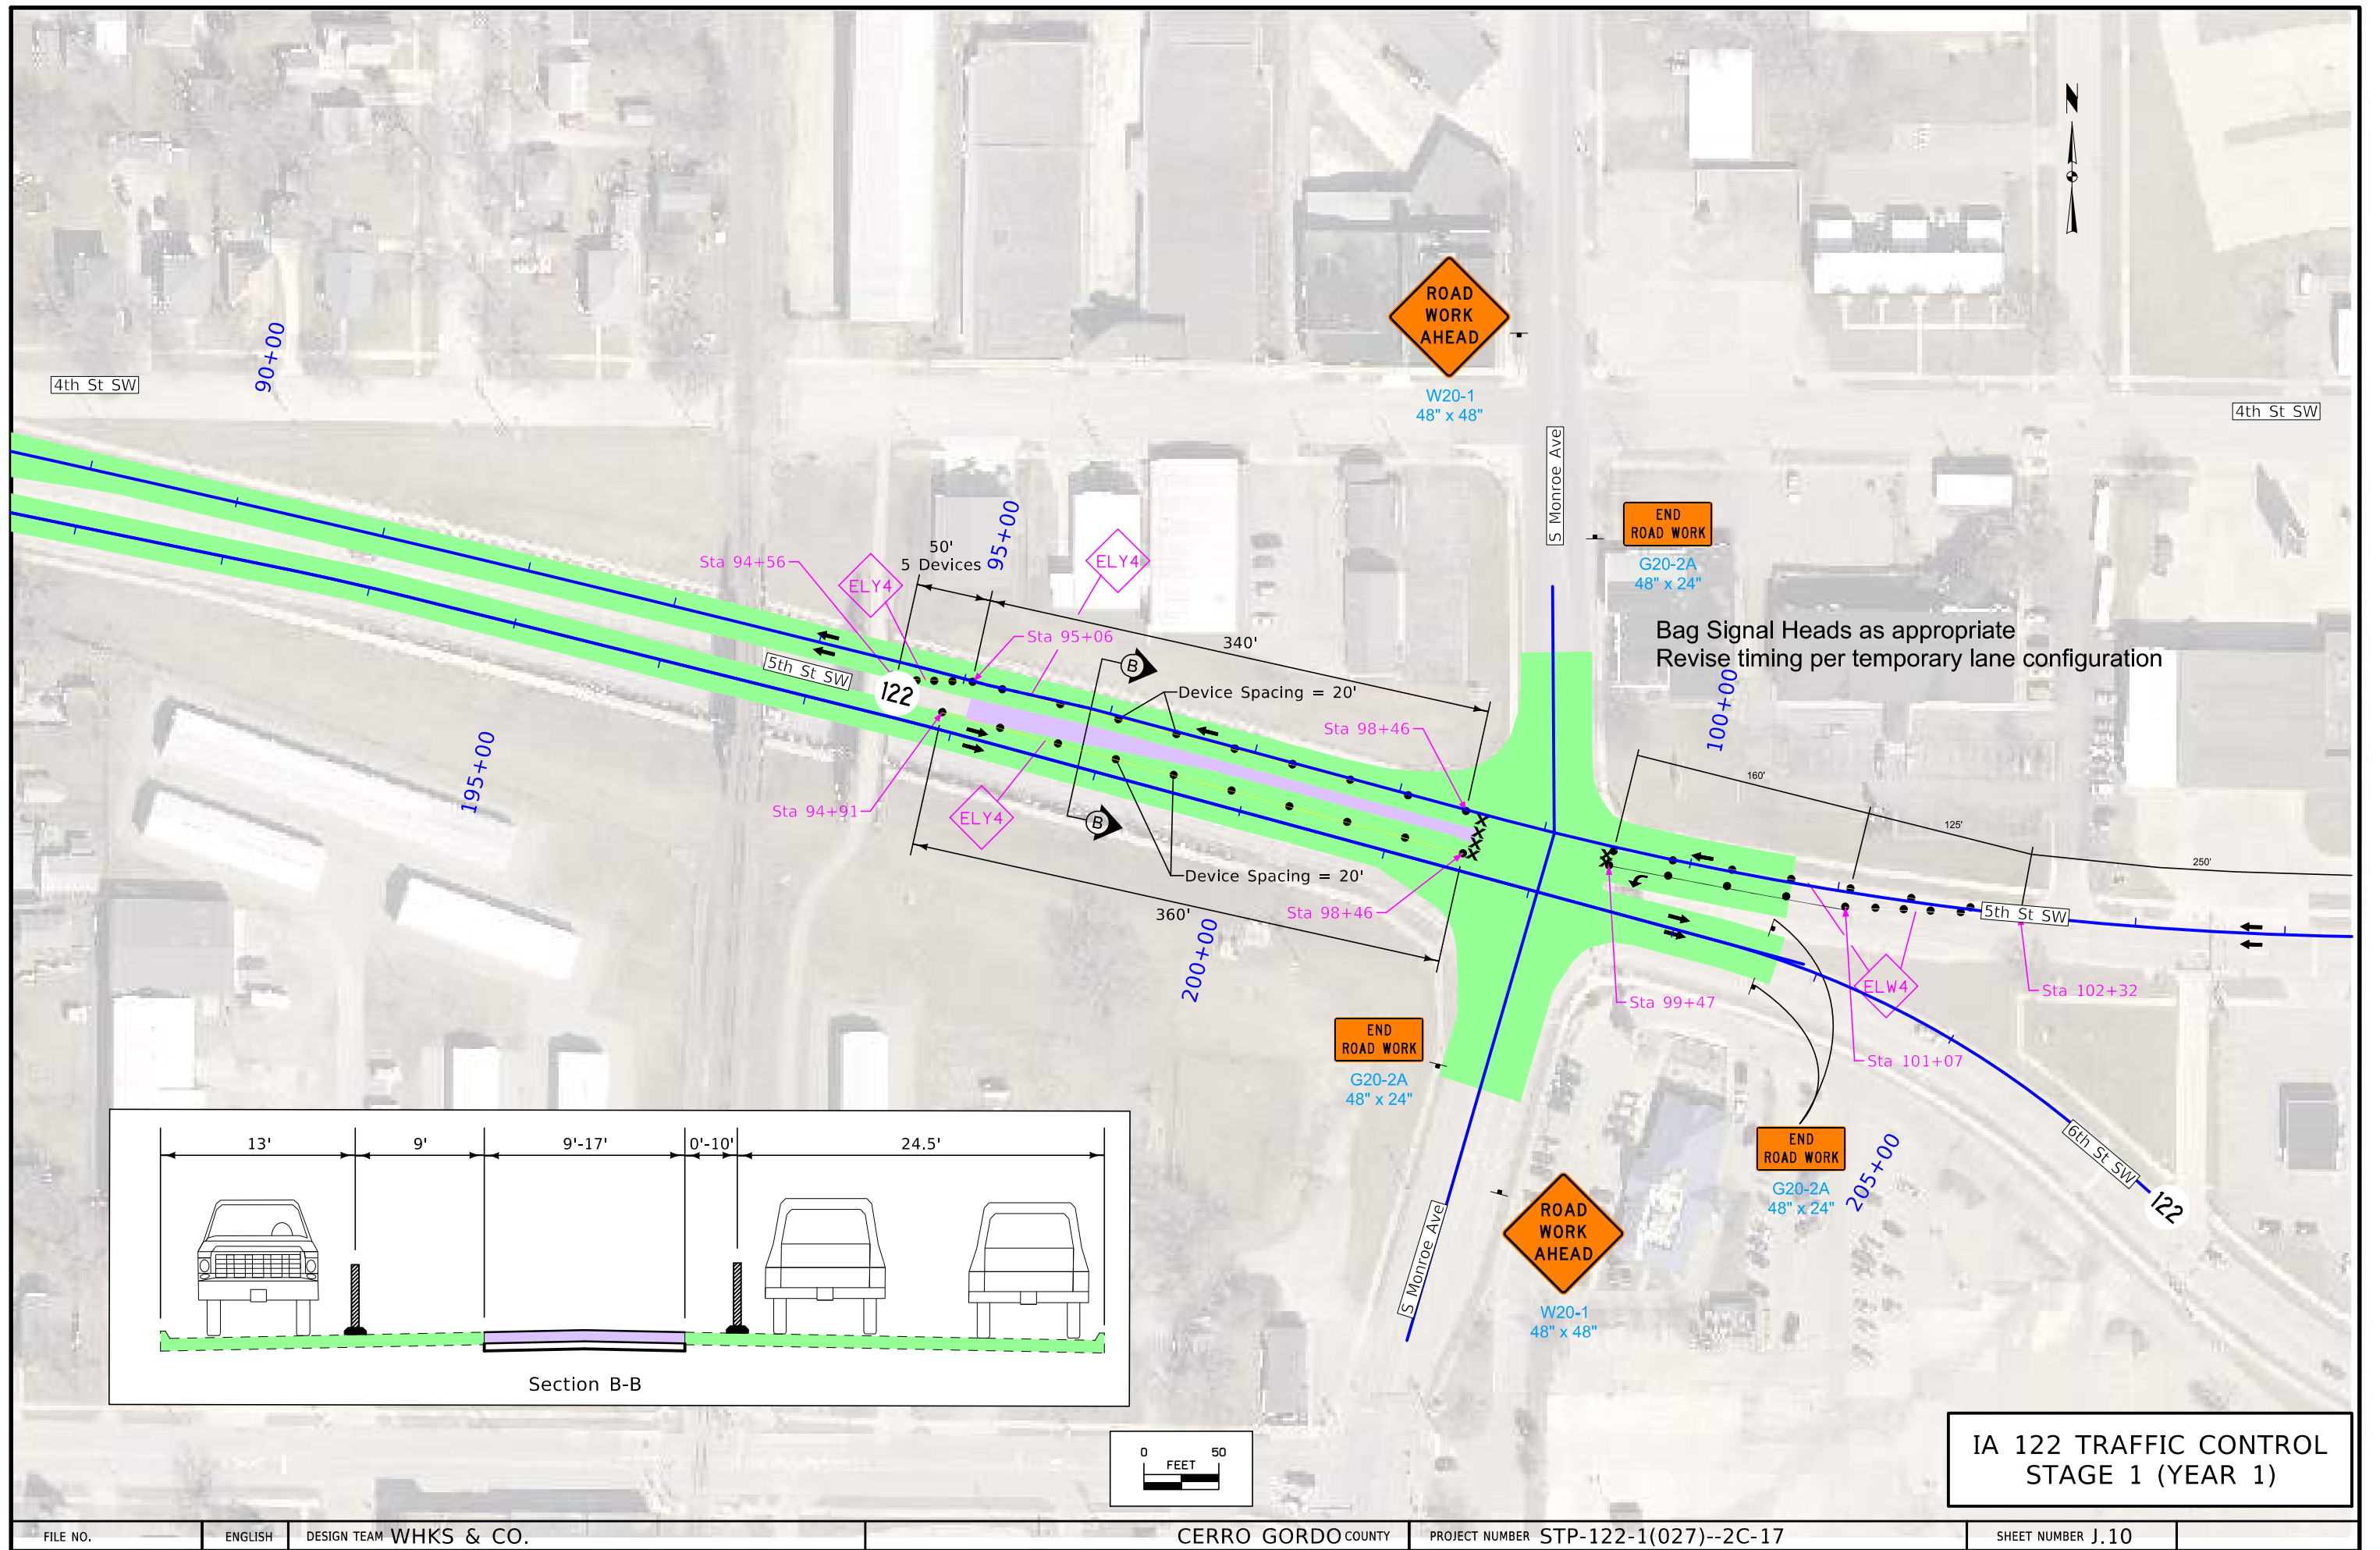 N
ROAD
WORK
AHEAD
W20-1
48" x 48"
90+00
4th St SW
4th St SW
S Monroe Ave
END
ROAD WORK
G20-2A
48" x 24"
95+00
50'
5 Devices
Sta 94+56
ELY4
ELY4
Sta 95+06
340'
Bag Signal Heads as appropriate
Revise timing per temporary lane configuration
5th St SW
122
B
Device Spacing = 20'
Sta 98+46
100+00
195+00
160'
125'
250'
Sta 94+91
ELY4
B
Device Spacing = 20'
360'
Sta 98+46
200+00
5th St SW
ELW4
Sta 99+47
Sta 102+32
Sta 101+07
END
ROAD WORK
G20-2A
48" x 24"
END
ROAD WORK
G20-2A
48" x 24"
205+00
6th St SW
122
S Monroe Ave
ROAD
WORK
AHEAD
W20-1
48" x 48"
13'
9'
9'-17'
0'-10'
24.5'
Section B-B
0 50
FEET
IA 122 TRAFFIC CONTROL
STAGE 1 (YEAR 1)
FILE NO. ENGLISH DESIGN TEAM WHKS & CO. CERRO GORDO COUNTY PROJECT NUMBER STP-122-1(027)--2C-17 SHEET NUMBER J.10